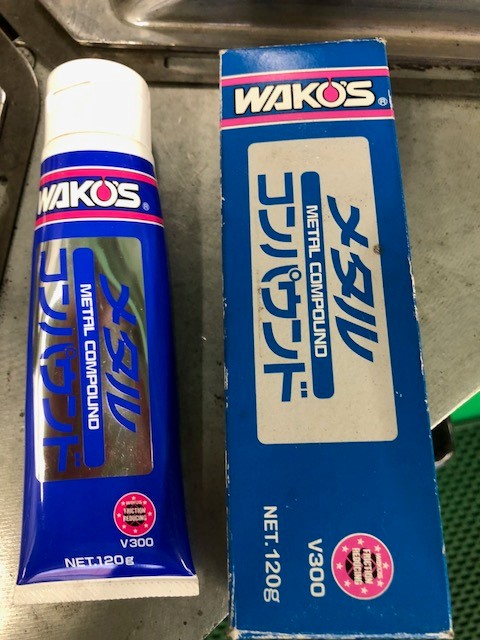 WAKO'S®
メタル
METAL COMPOUND
コンパウンド
FRICTION
REDUCING
V300
NET.120g
WAKO'S®
メタル
METAL COMPOUND
コンパウンド
FRICTION
REDUCING
V300
NET.120g